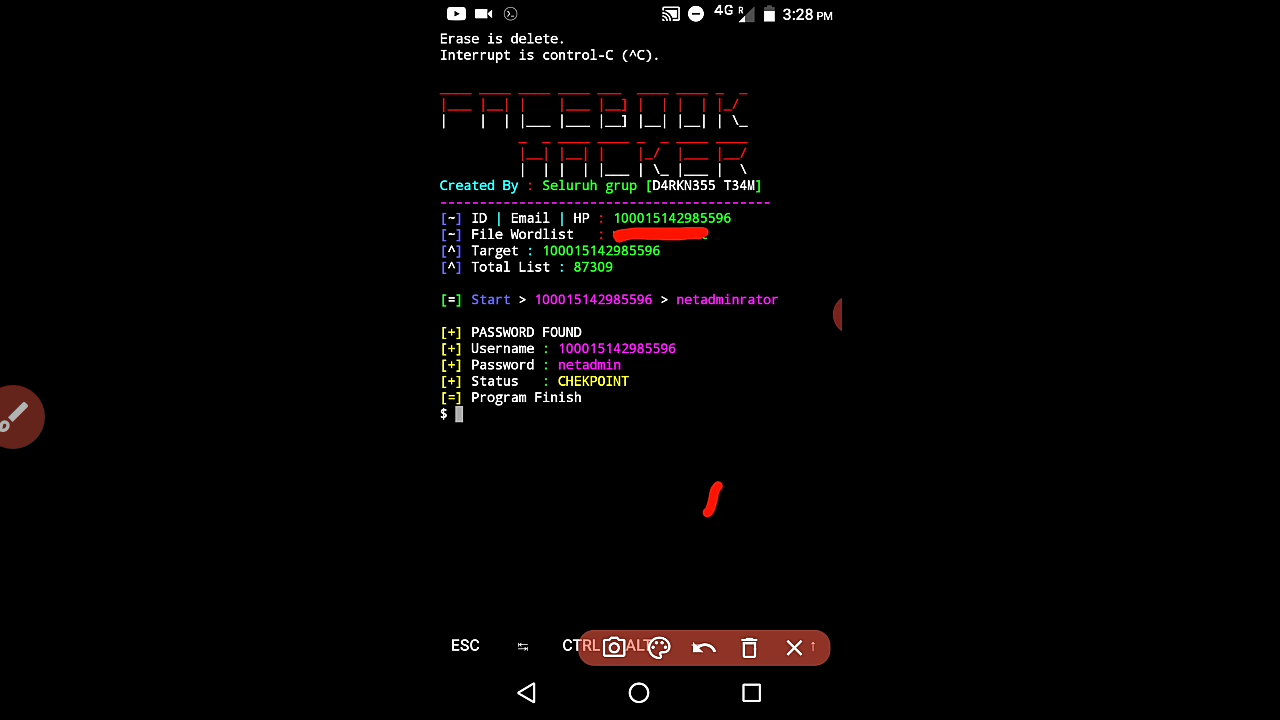 4G R 3:28 PM
Erase is delete.
Interrupt is control-C (^C).
FACEBOOK
HACKER
Created By : Seluruh grup [D4RKN355 T34M]
------------------------------------------
[~] ID | Email | HP : 100015142985596
[~] File Wordlist :
[^] Target : 100015142985596
[^] Total List : 87309
[=] Start > 100015142985596 > netadminrator
[+] PASSWORD FOUND
[+] Username : 100015142985596
[+] Password : netadmin
[+] Status : CHEKPOINT
[=] Program Finish
$
ESC CTRL ALT